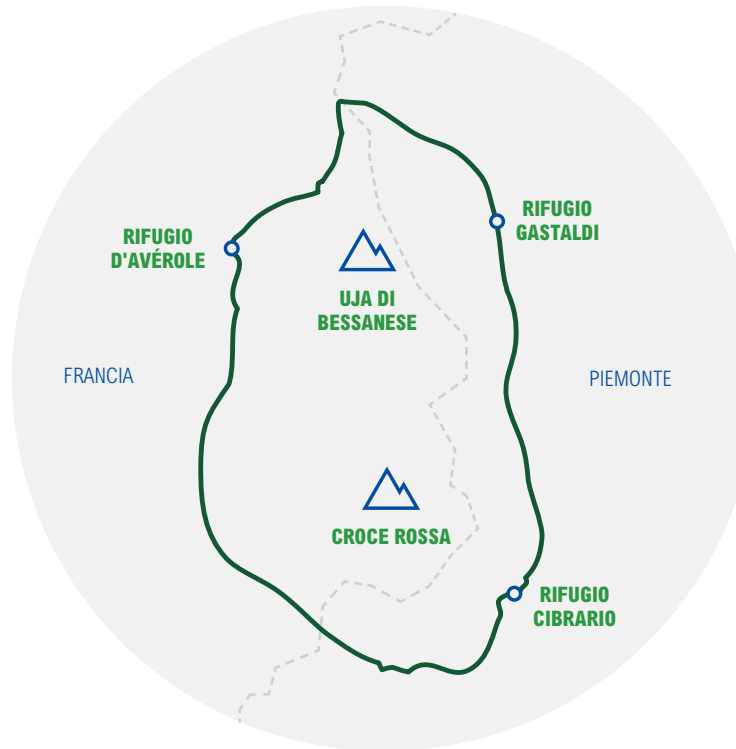 RIFUGIO
GASTALDI
RIFUGIO
D'AVÉROLE
UJA DI
BESSANESE
FRANCIA
PIEMONTE
CROCE ROSSA
RIFUGIO
CIBRARIO